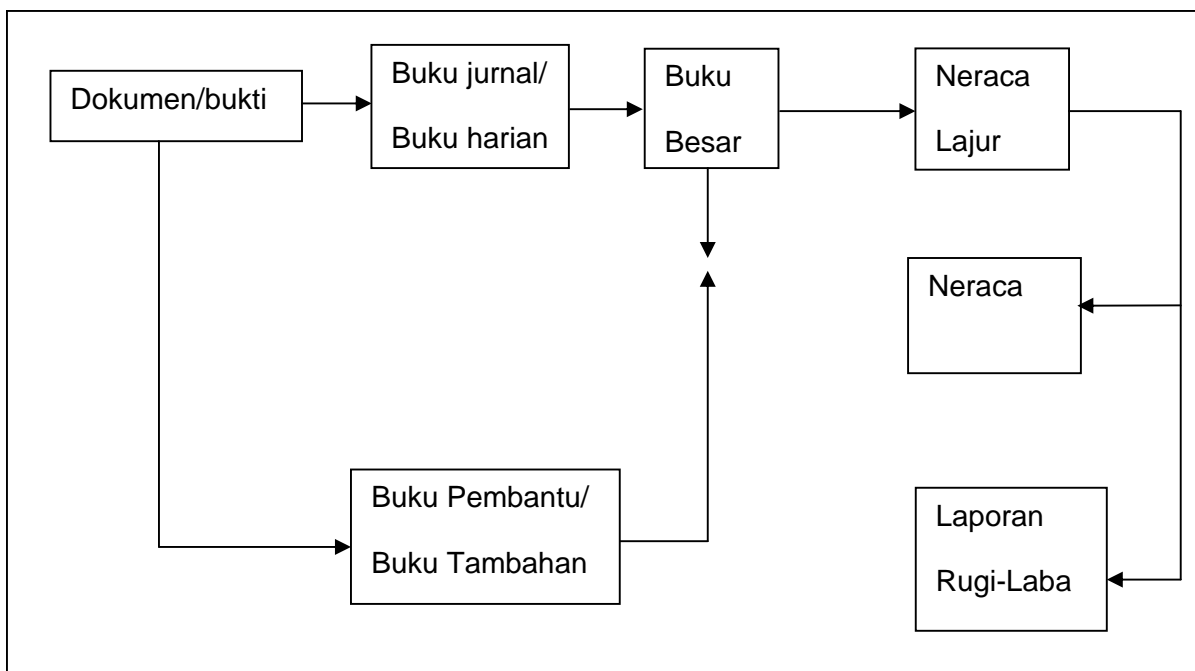 Dokumen/bukti
Buku jurnal/
Buku harian
Buku
Besar
Neraca
Lajur
Neraca
Buku Pembantu/
Buku Tambahan
Laporan
Rugi-Laba